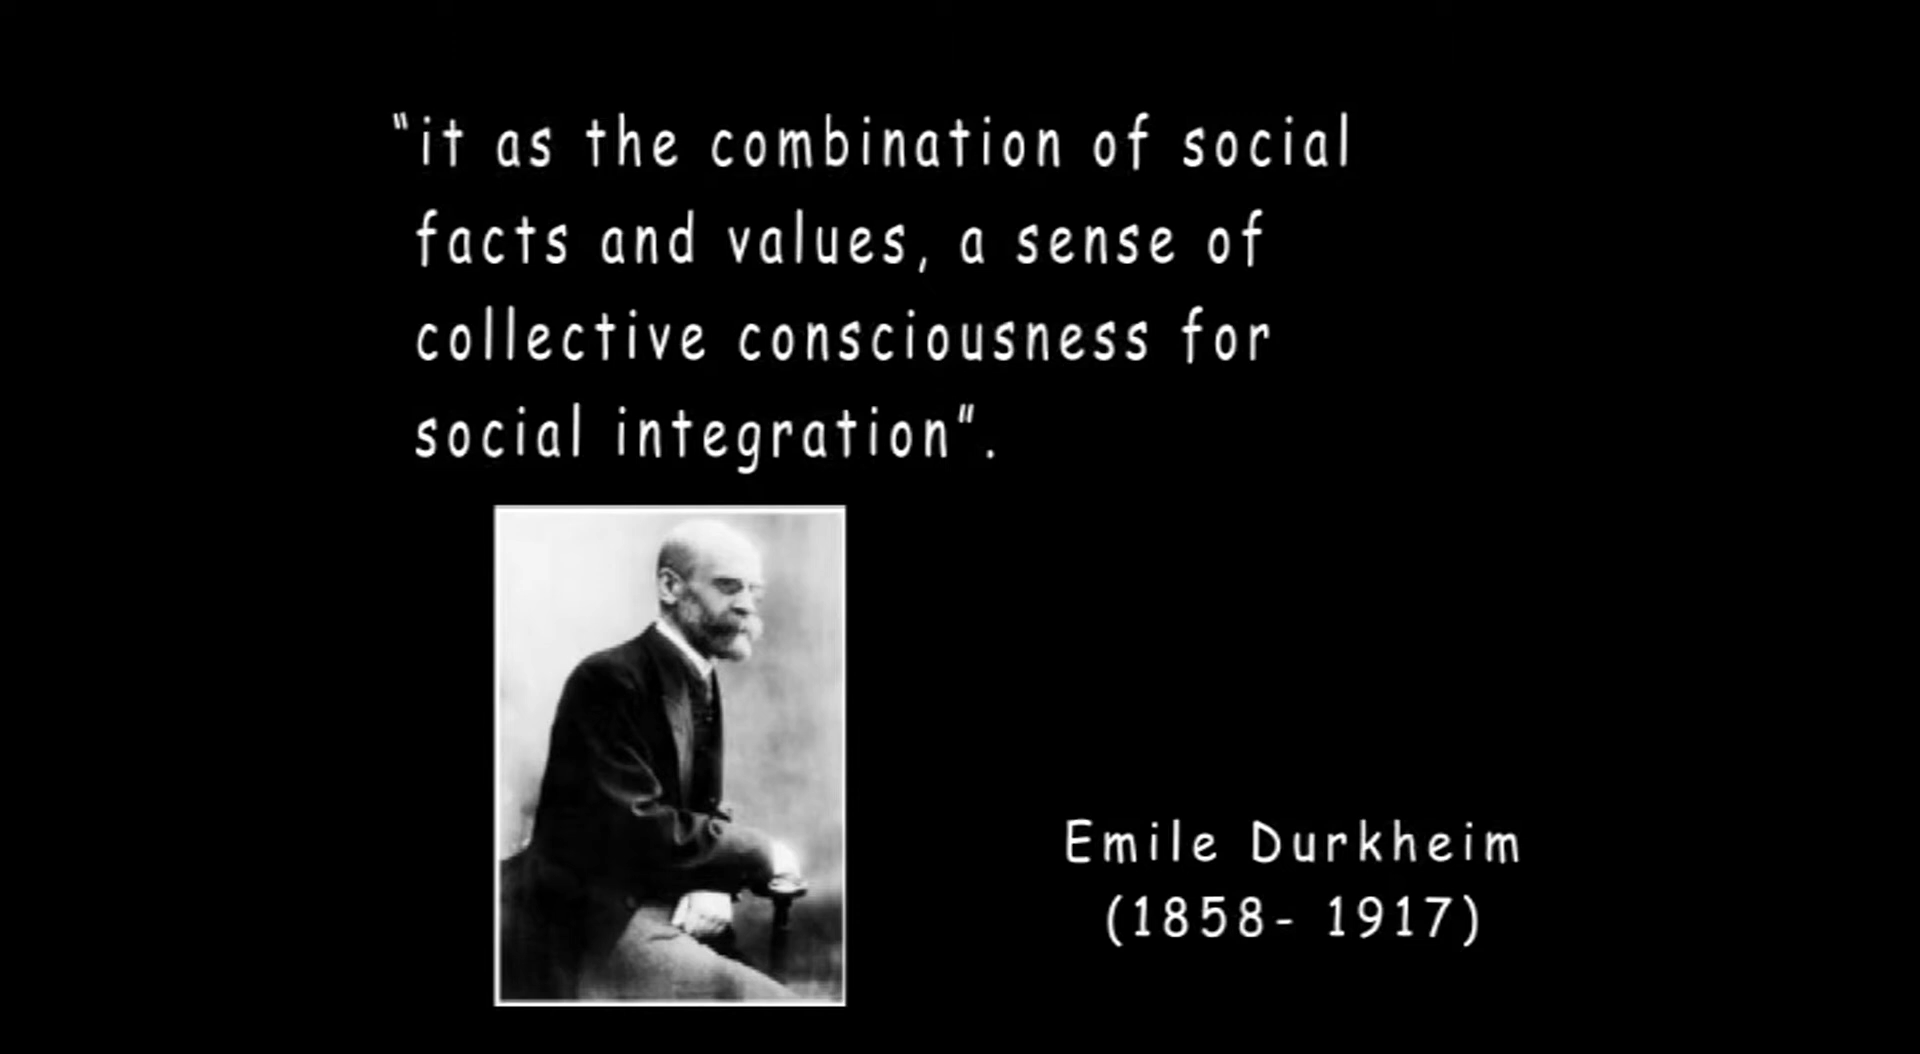 "it as the combination of social
facts and values, a sense of
collective consciousness for
social integration".
Emile Durkheim
(1858- 1917)